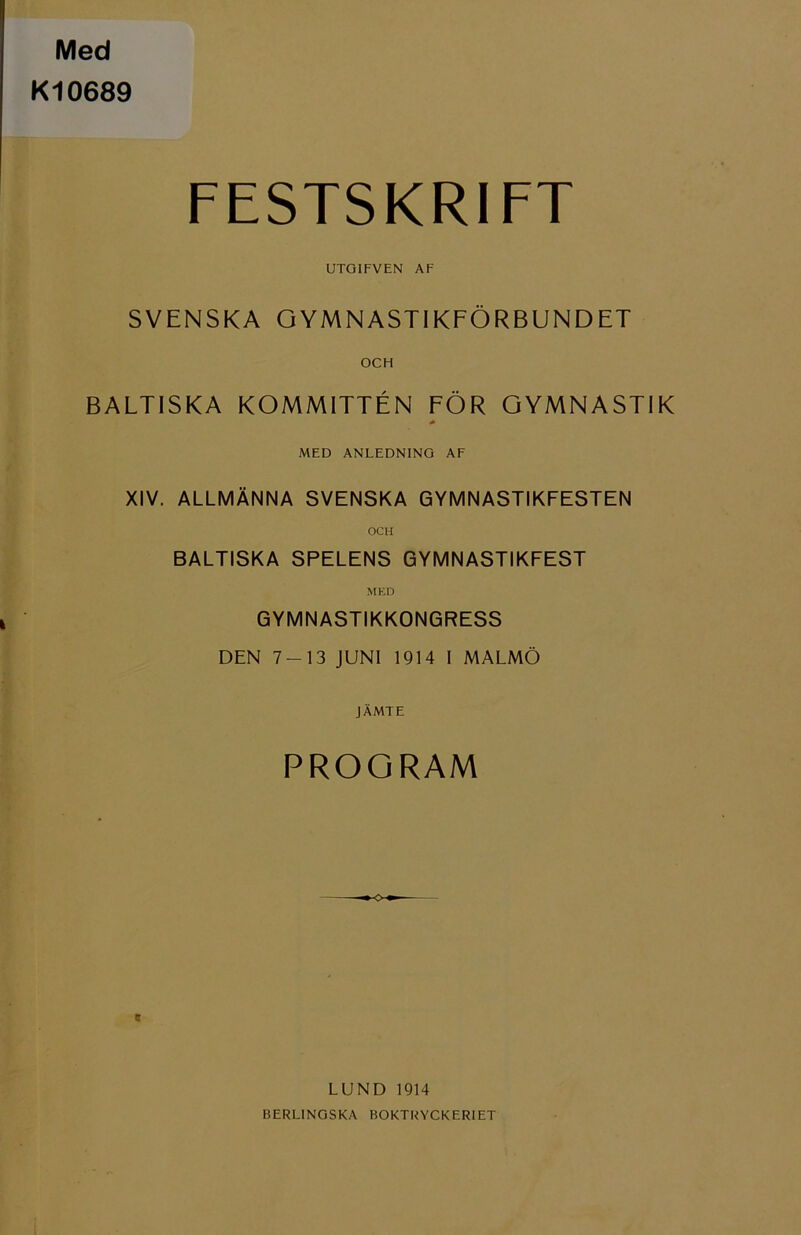 Med
K10689
FESTSKRIFT
UTGIFVEN AF
SVENSKA GYMNASTIKFÖRBUNDET
OCH
BALTISKA KOMMITTÉN FÖR GYMNASTIK
MED ANLEDNING AF
XIV. ALLMÄNNA SVENSKA GYMNASTIKFESTEN
OCH
BALTISKA SPELENS GYMNASTIKFEST
MED
GYMNASTIKKONGRESS
DEN 7—13 JUNI 1914 I MALMÖ
JÄMTE
PROGRAM
LUND 1914
BERLINGSKA BOKTRYCKERIET